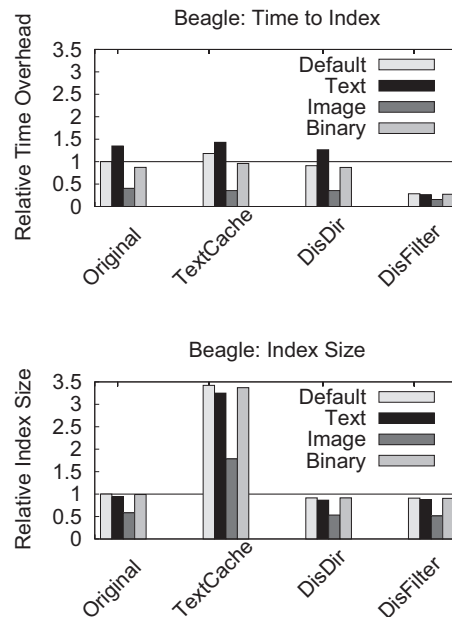 Beagle: Time to Index
Relative Time Overhead
3.5
3
2.5
2
1.5
1
0.5
0
Default
Text
Image
Binary
Original
TextCache
DisDir
DisFilter
Beagle: Index Size
Relative Index Size
3.5
3
2.5
2
1.5
1
0.5
0
Default
Text
Image
Binary
Original
TextCache
DisDir
DisFilter